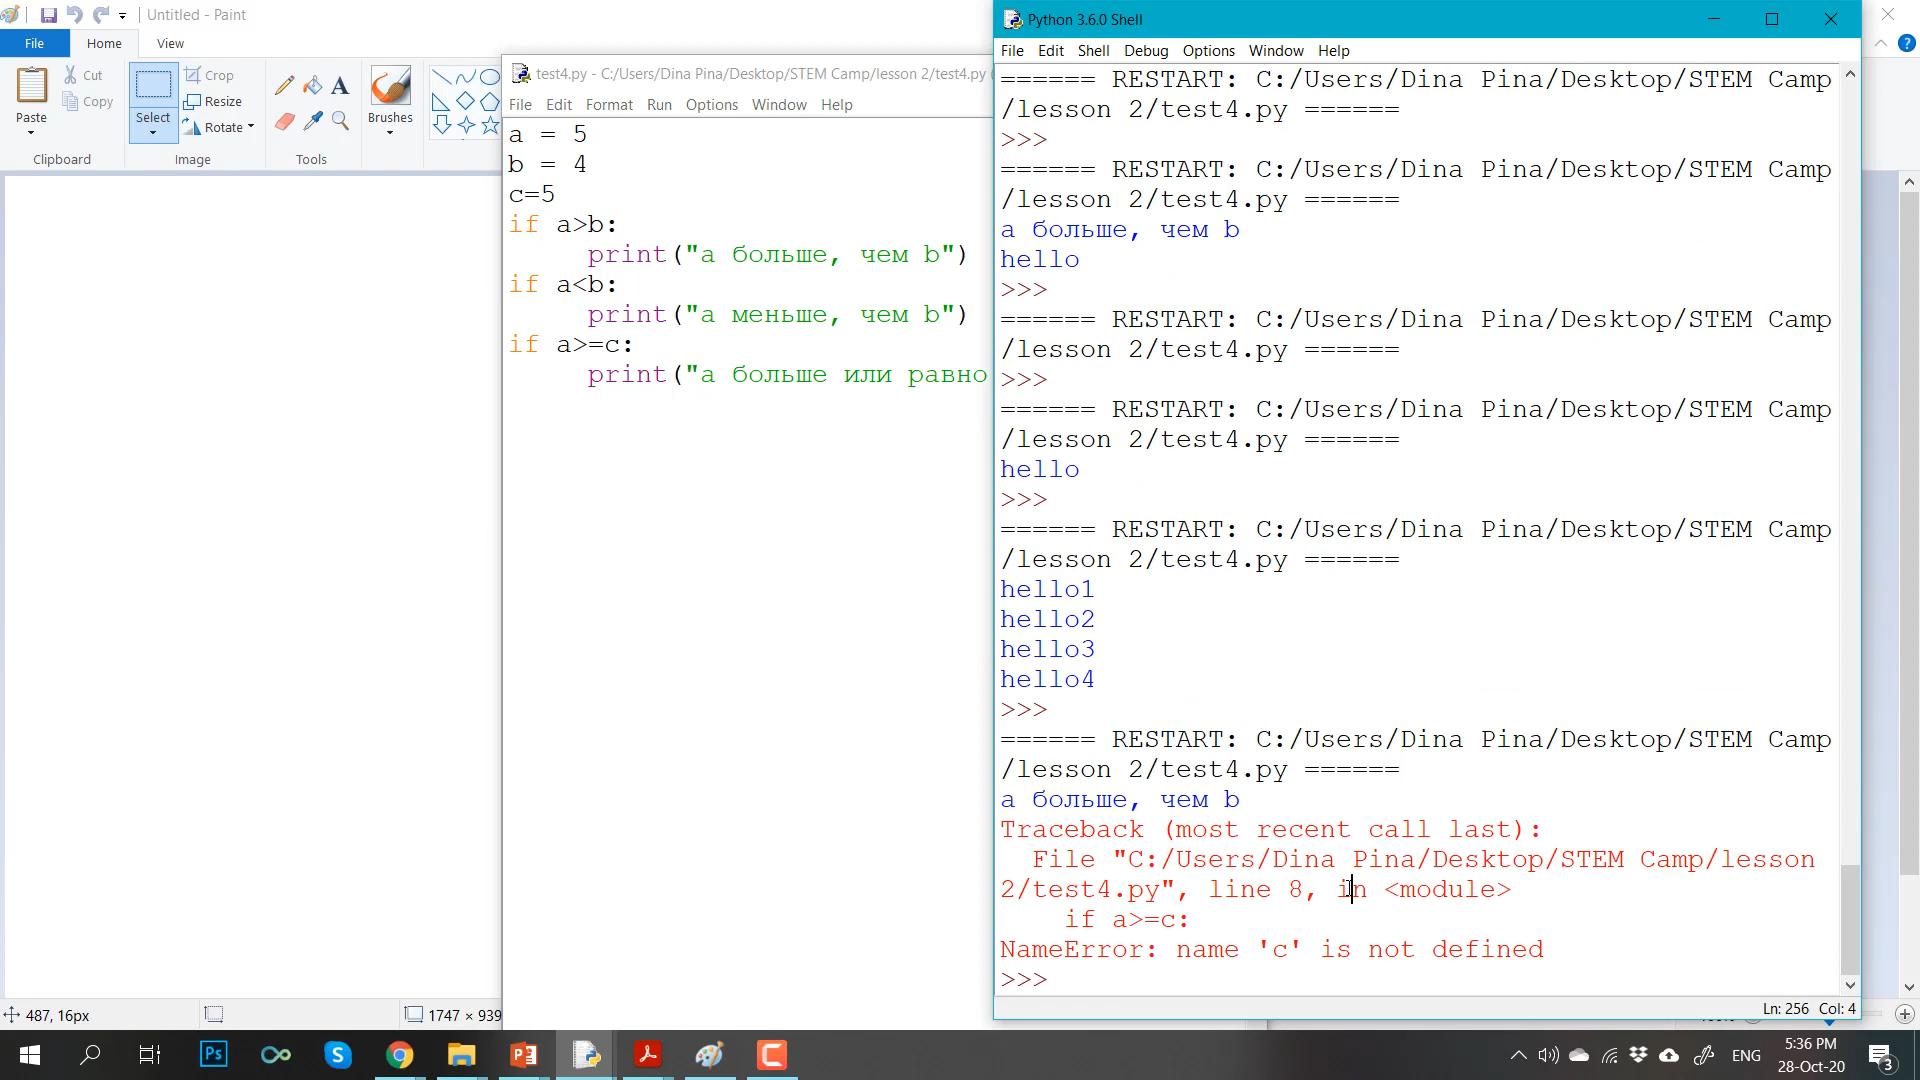 Untitled - Paint
File Home View
Paste
Cut
Copy
Clipboard
Select
Crop
Resize
Rotate
Image
Tools
Brushes
487, 16px
1747 × 939
test4.py - C:/Users/Dina Pina/Desktop/STEM Camp/lesson 2/test4.py (
File Edit Format Run Options Window Help
a = 5
b = 4
c=5
if a>b:
print("а больше, чем b")
if a<b:
print("а меньше, чем b")
if a>=c:
print("а больше или равно
Python 3.6.0 Shell
File Edit Shell Debug Options Window Help
====== RESTART: C:/Users/Dina Pina/Desktop/STEM Camp
/lesson 2/test4.py ======
>>>
====== RESTART: C:/Users/Dina Pina/Desktop/STEM Camp
/lesson 2/test4.py ======
а больше, чем b
hello
>>>
====== RESTART: C:/Users/Dina Pina/Desktop/STEM Camp
/lesson 2/test4.py ======
>>>
====== RESTART: C:/Users/Dina Pina/Desktop/STEM Camp
/lesson 2/test4.py ======
hello
>>>
====== RESTART: C:/Users/Dina Pina/Desktop/STEM Camp
/lesson 2/test4.py ======
hello1
hello2
hello3
hello4
>>>
====== RESTART: C:/Users/Dina Pina/Desktop/STEM Camp
/lesson 2/test4.py ======
а больше, чем b
Traceback (most recent call last):
File "C:/Users/Dina Pina/Desktop/STEM Camp/lesson
2/test4.py", line 8, in <module>
if a>=c:
NameError: name 'c' is not defined
>>>
Ln: 256 Col: 4
Ps
ENG
5:36 PM
28-Oct-20
3